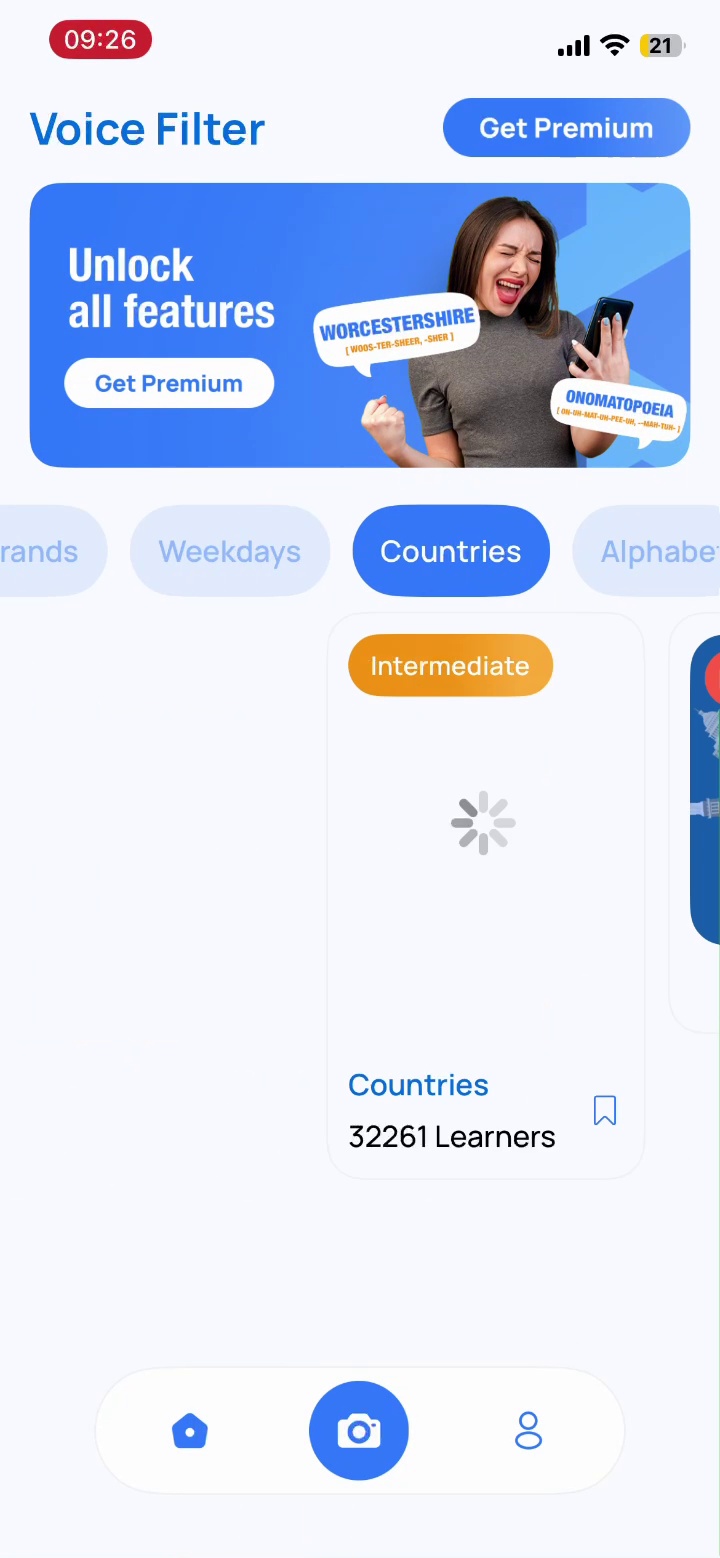 09:26
21
Voice Filter
Get Premium
Unlock
all features
Get Premium
WORCESTERSHIRE
[ WOOS-TER-SHEER, -SHER ]
ONOMATOPOEIA
[ ON-UH-MAT-UH-PEE-UH, --MAH-TUH- ]
rands
Weekdays
Countries
Alphabe
Intermediate
Countries
32261 Learners